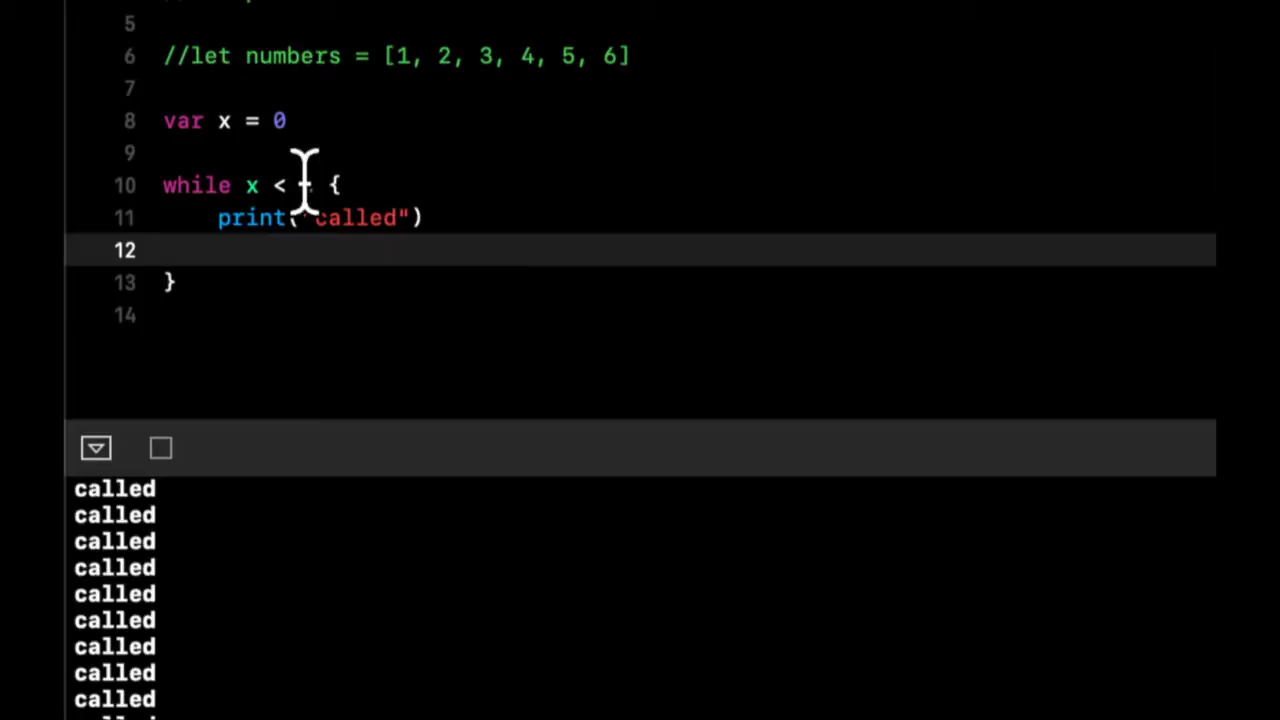 5
6 //let numbers = [1, 2, 3, 4, 5, 6]
7
8 var x = 0
9
10 while x < {
11 print("called")
12
13 }
14
called
called
called
called
called
called
called
called
called